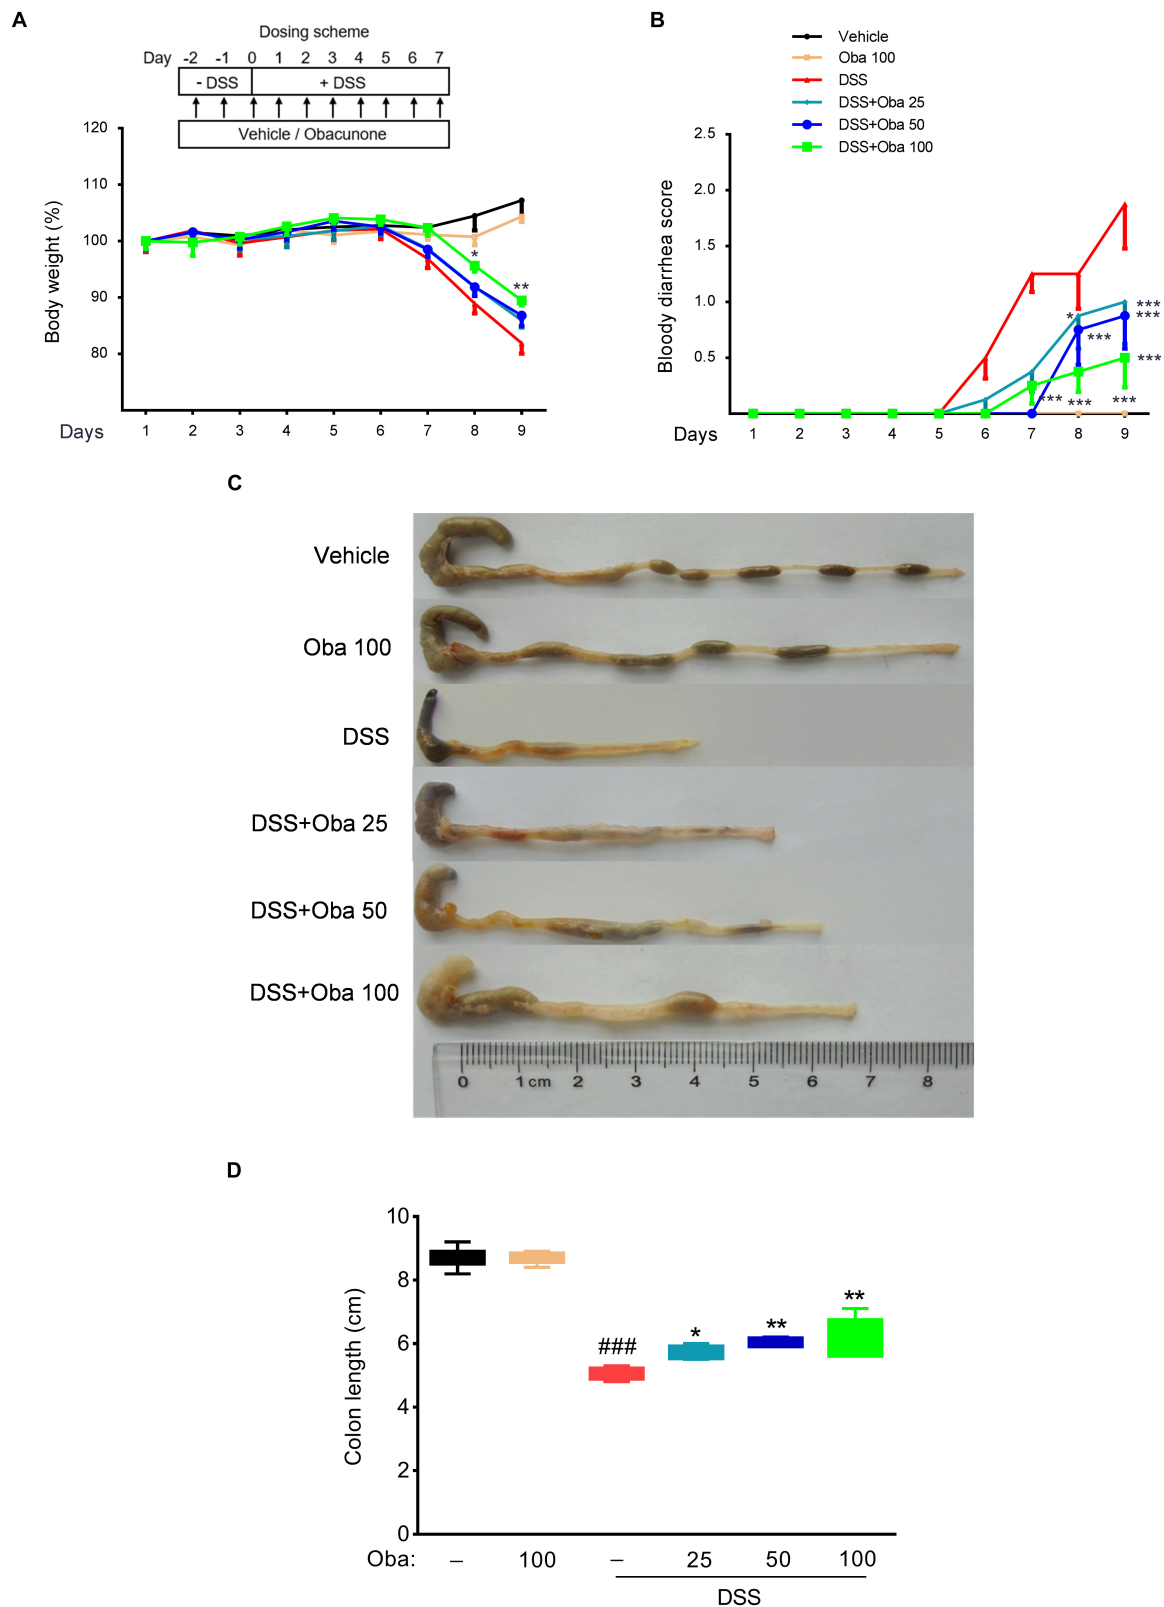 A
Dosing scheme
Day -2 -1 0 1 2 3 4 5 6 7
- DSS + DSS
Vehicle / Obacunone
Body weight (%)
120
110
100
90
80
*
**
Days 1 2 3 4 5 6 7 8 9
B
Vehicle
Oba 100
DSS
DSS+Oba 25
DSS+Oba 50
DSS+Oba 100
Bloody diarrhea score
2.5
2.0
1.5
1.0
0.5
*
***
***
***
***
***
***
***
Days 1 2 3 4 5 6 7 8 9
C
Vehicle
Oba 100
DSS
DSS+Oba 25
DSS+Oba 50
DSS+Oba 100
0 1 cm 2 3 4 5 6 7 8
D
Colon length (cm)
10
8
6
4
2
0
###
*
**
**
Oba: – 100 – 25 50 100
DSS